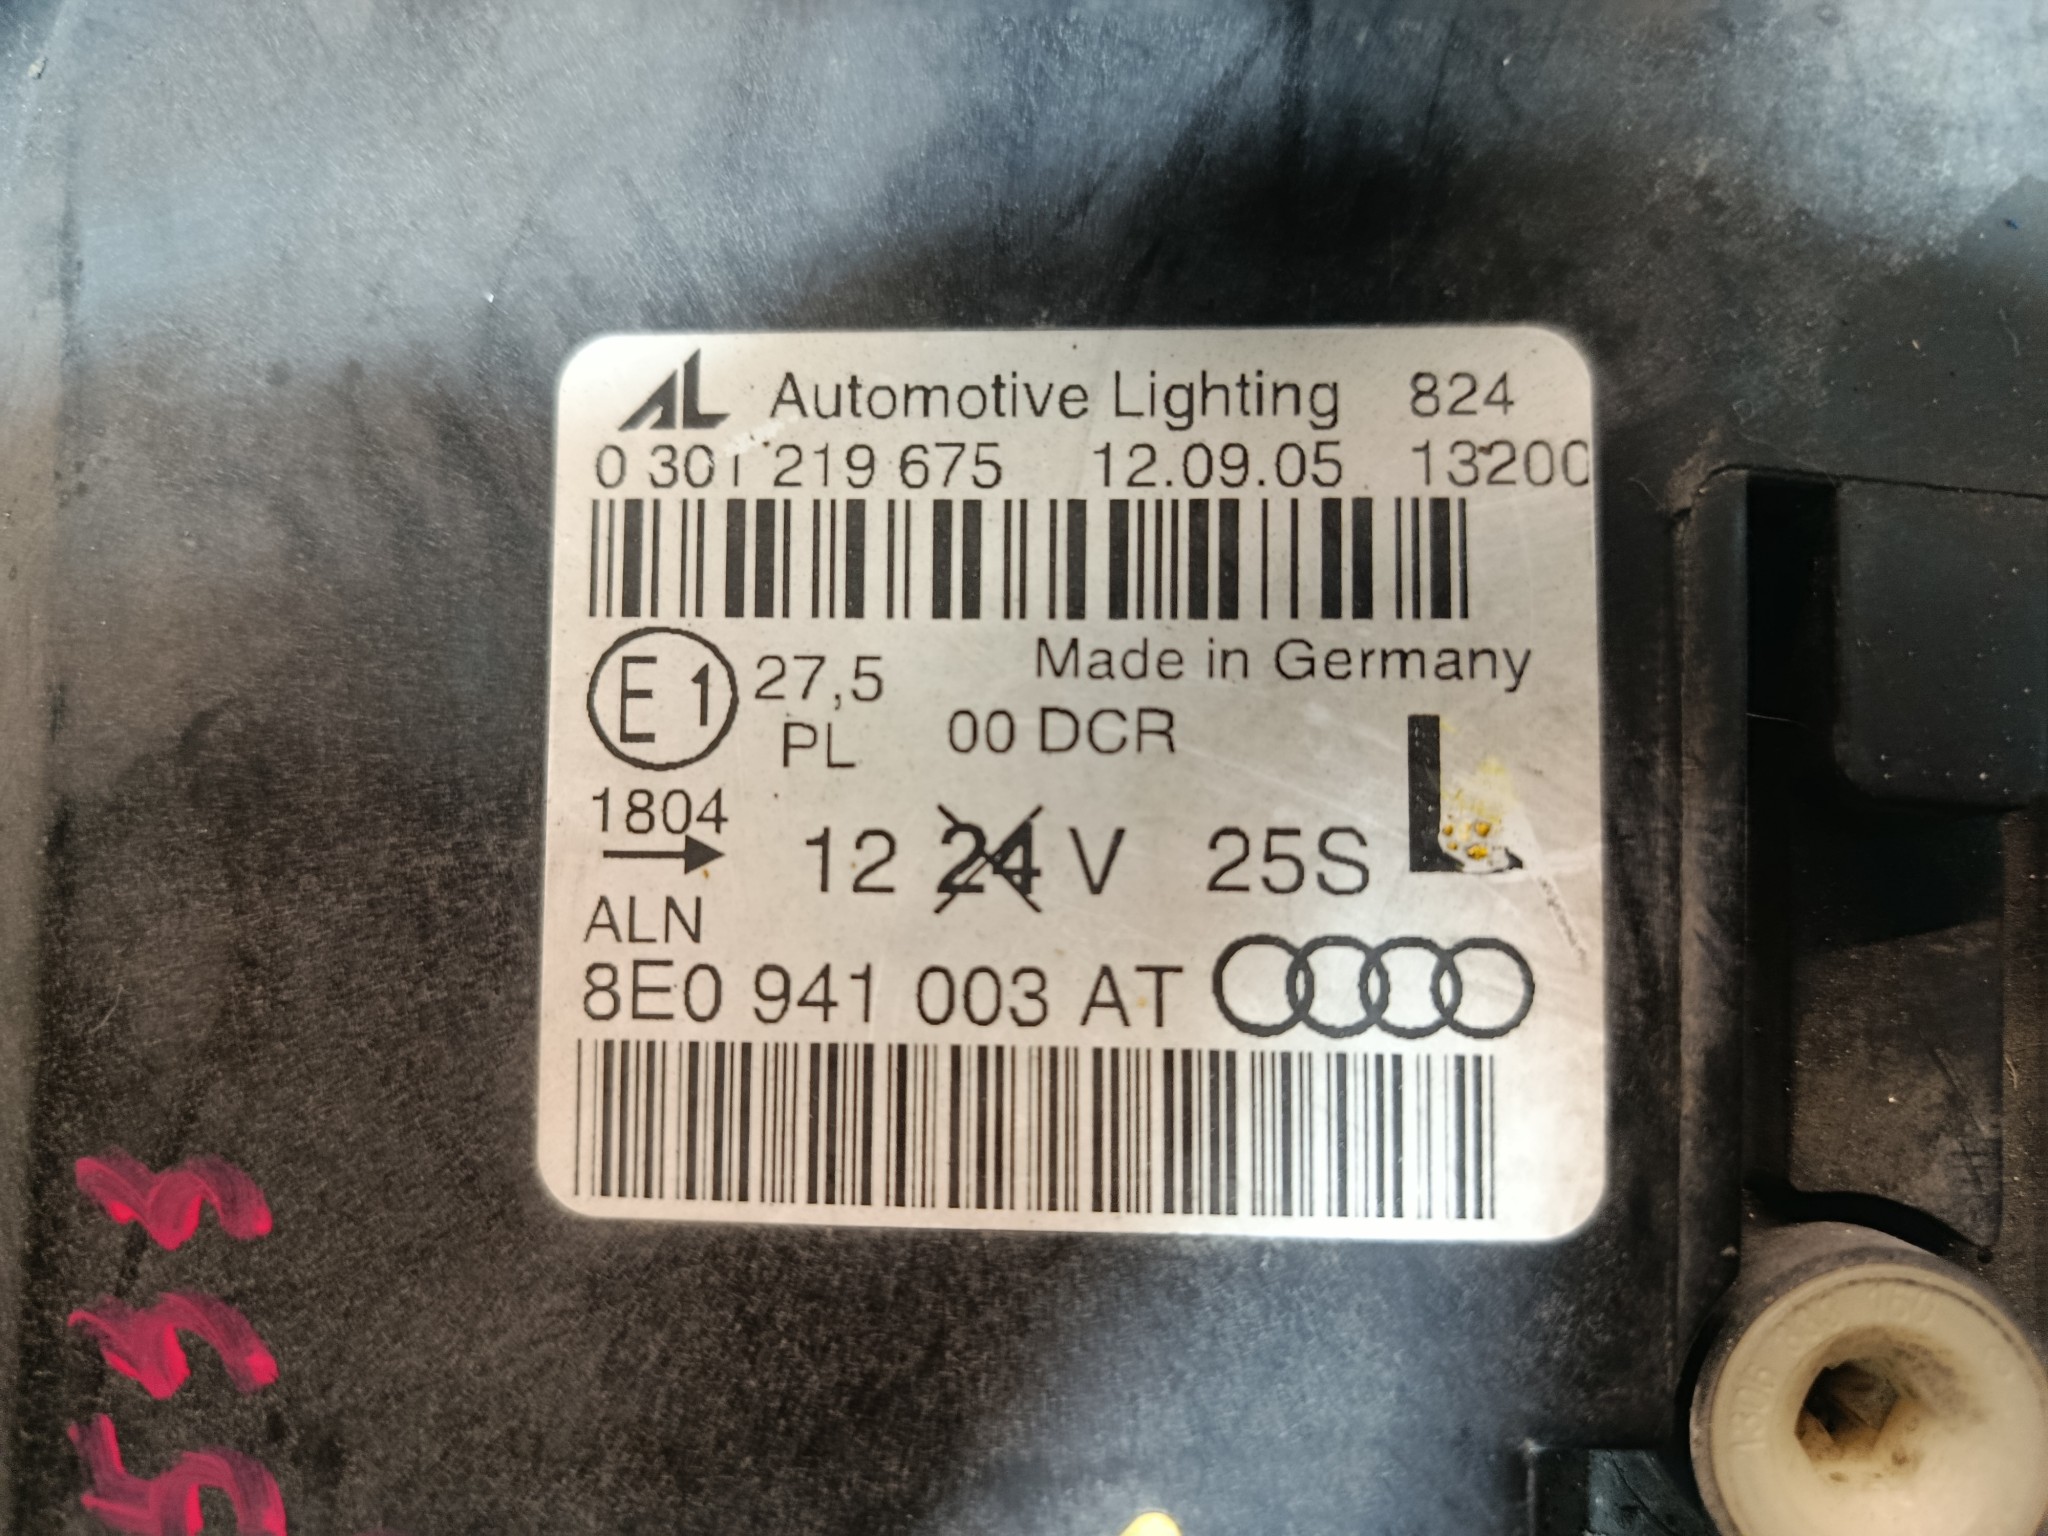 AL Automotive Lighting 824
0 301 219 675 12.09.05 13200
E1 27,5 Made in Germany
PL 00 DCR
1804
12 24 V 25S L
ALN
8E0 941 003 AT